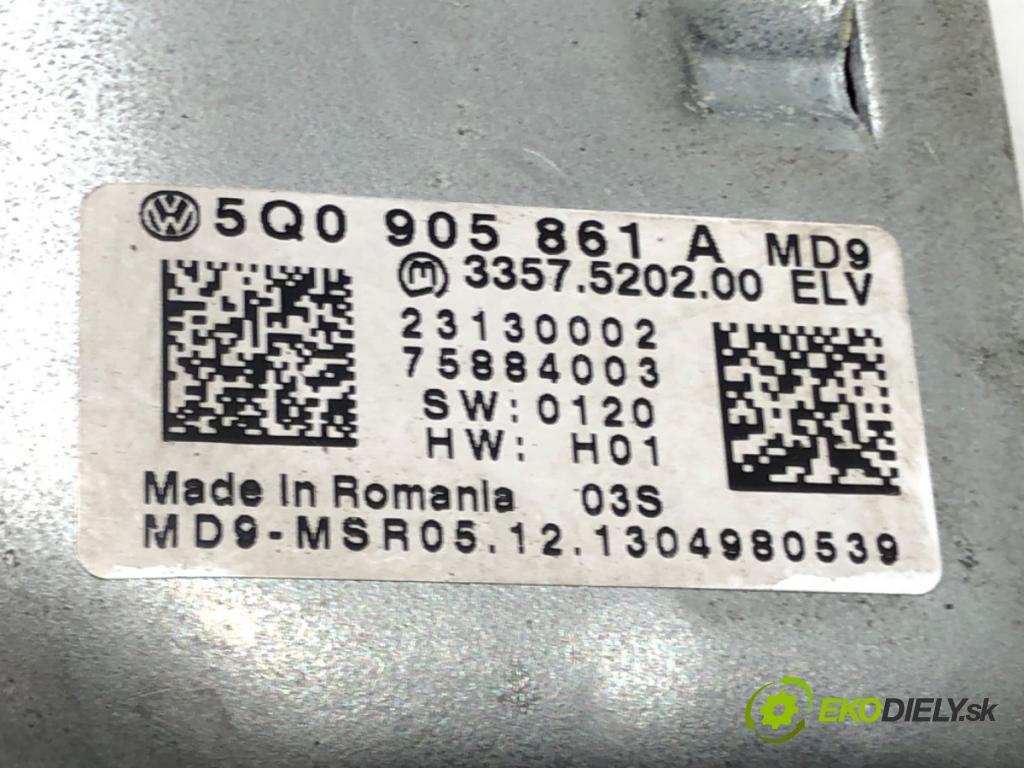 5Q0 905 861 A MD9
3357.5202.00 ELV
23130002
75884003
SW:0120
HW: H01
Made In Romania 03S
MD9-MSR05.12.1304980539
EKODIELY.sk